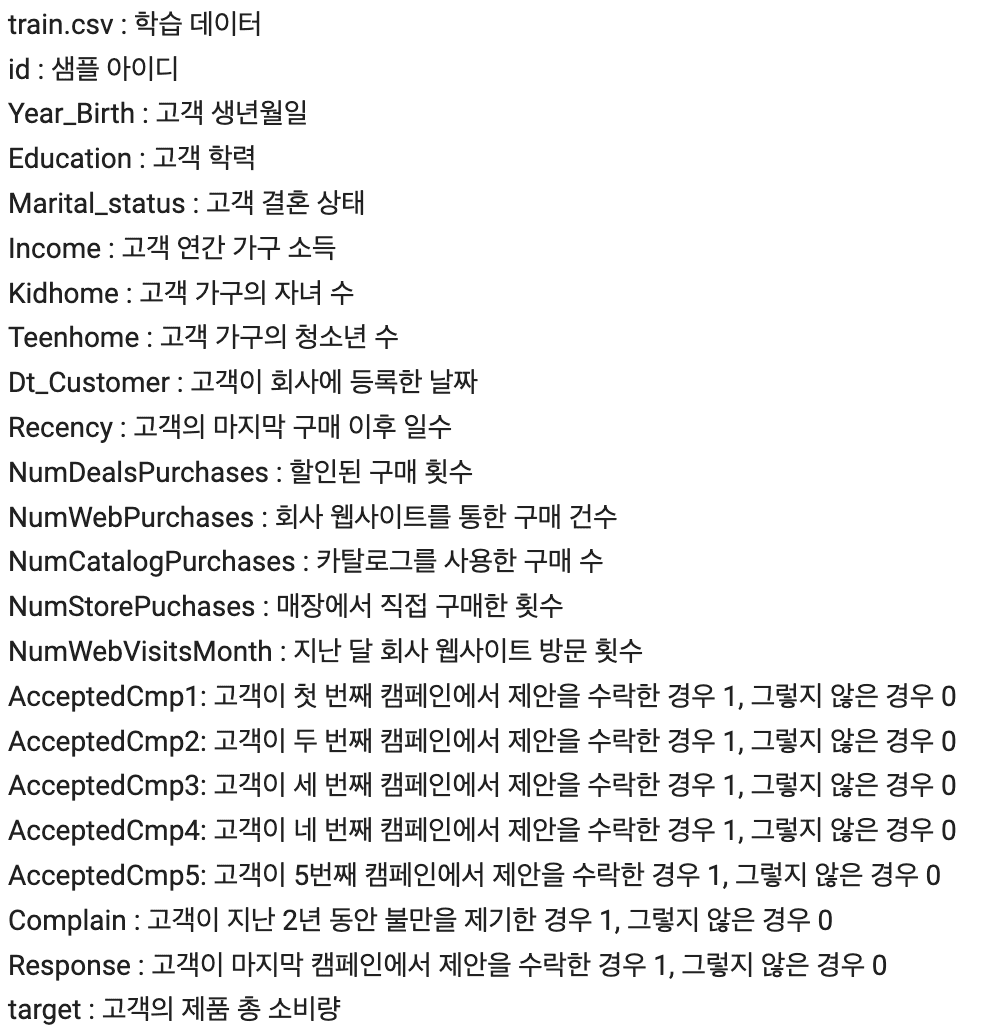 train.csv : 학습 데이터
id : 샘플 아이디
Year_Birth : 고객 생년월일
Education : 고객 학력
Marital_status : 고객 결혼 상태
Income : 고객 연간 가구 소득
Kidhome : 고객 가구의 자녀 수
Teenhome : 고객 가구의 청소년 수
Dt_Customer : 고객이 회사에 등록한 날짜
Recency : 고객의 마지막 구매 이후 일수
NumDealsPurchases : 할인된 구매 횟수
NumWebPurchases : 회사 웹사이트를 통한 구매 건수
NumCatalogPurchases : 카탈로그를 사용한 구매 수
NumStorePuchases : 매장에서 직접 구매한 횟수
NumWebVisitsMonth : 지난 달 회사 웹사이트 방문 횟수
AcceptedCmp1: 고객이 첫 번째 캠페인에서 제안을 수락한 경우 1, 그렇지 않은 경우 0
AcceptedCmp2: 고객이 두 번째 캠페인에서 제안을 수락한 경우 1, 그렇지 않은 경우 0
AcceptedCmp3: 고객이 세 번째 캠페인에서 제안을 수락한 경우 1, 그렇지 않은 경우 0
AcceptedCmp4: 고객이 네 번째 캠페인에서 제안을 수락한 경우 1, 그렇지 않은 경우 0
AcceptedCmp5: 고객이 5번째 캠페인에서 제안을 수락한 경우 1, 그렇지 않은 경우 0
Complain : 고객이 지난 2년 동안 불만을 제기한 경우 1, 그렇지 않은 경우 0
Response : 고객이 마지막 캠페인에서 제안을 수락한 경우 1, 그렇지 않은 경우 0
target : 고객의 제품 총 소비량